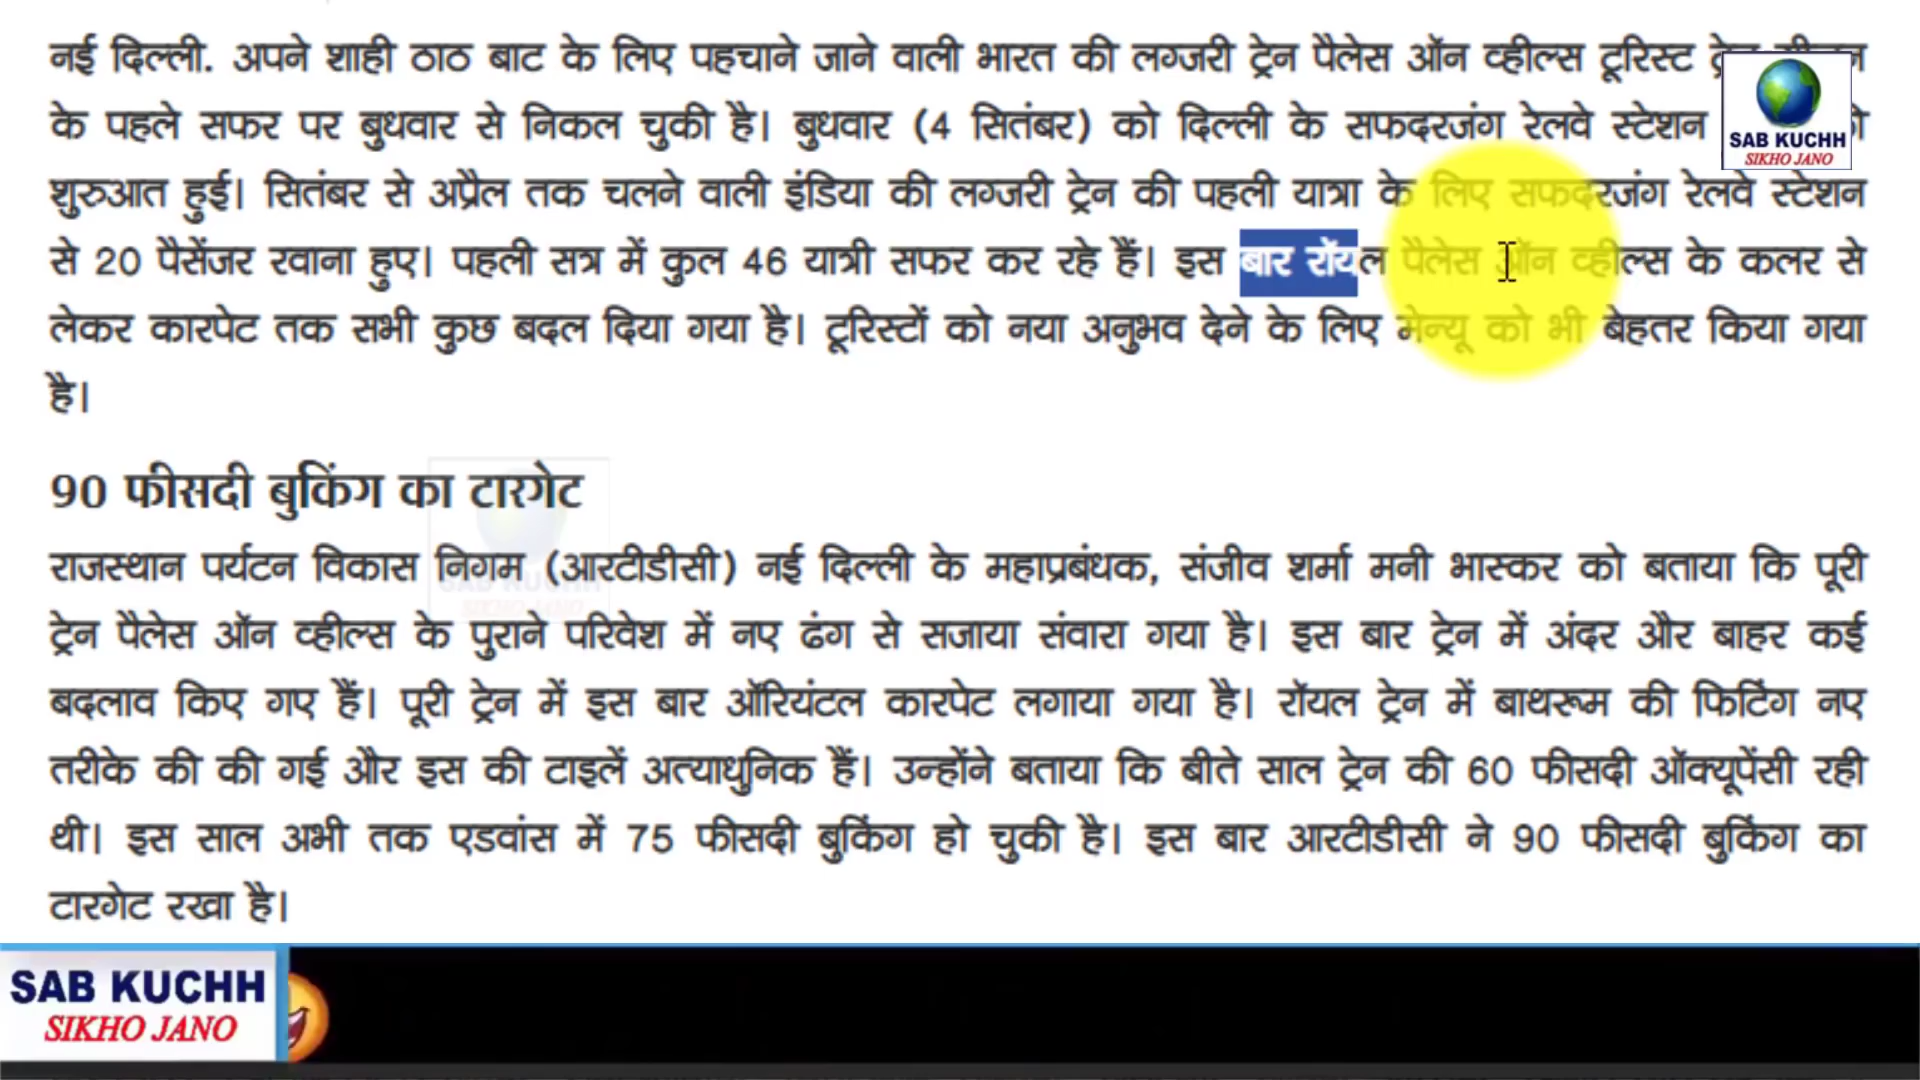 नई दिल्ली. अपने शाही ठाठ बाट के लिए पहचाने जाने वाली भारत की लग्जरी ट्रेन पैलेस ऑन व्हील्स टूरिस्ट
के पहले सफर पर बुधवार से निकल चुकी है। बुधवार (4 सितंबर) को दिल्ली के सफदरजंग रेलवे स्टेशन
शुरुआत हुई। सितंबर से अप्रैल तक चलने वाली इंडिया की लग्जरी ट्रेन की पहली यात्रा के लिए सफदरजंग रेलवे स्टेशन
से 20 पैसेंजर रवाना हुए। पहली सत्र में कुल 46 यात्री सफर कर रहे हैं। इस बार रॉयल पैलेस ऑन व्हील्स के कलर से
लेकर कारपेट तक सभी कुछ बदल दिया गया है। टूरिस्टों को नया अनुभव देने के लिए मेन्यू को भी बेहतर किया गया
है।
SAB KUCHH
SIKHO JANO
90 फीसदी बुकिंग का टारगेट
राजस्थान पर्यटन विकास निगम (आरटीडीसी) नई दिल्ली के महाप्रबंधक, संजीव शर्मा मनी भास्कर को बताया कि पूरी
ट्रेन पैलेस ऑन व्हील्स के पुराने परिवेश में नए ढंग से सजाया संवारा गया है। इस बार ट्रेन में अंदर और बाहर कई
बदलाव किए गए हैं। पूरी ट्रेन में इस बार ऑरियंटल कारपेट लगाया गया है। रॉयल ट्रेन में बाथरूम की फिटिंग नए
तरीके की की गई और इस की टाइलें अत्याधुनिक हैं। उन्होंने बताया कि बीते साल ट्रेन की 60 फीसदी ऑक्यूपेंसी रही
थी। इस साल अभी तक एडवांस में 75 फीसदी बुकिंग हो चुकी है। इस बार आरटीडीसी ने 90 फीसदी बुकिंग का
टारगेट रखा है।
SAB KUCHH
SIKHO JANO
SAB KUCHH
SIKHO JANO